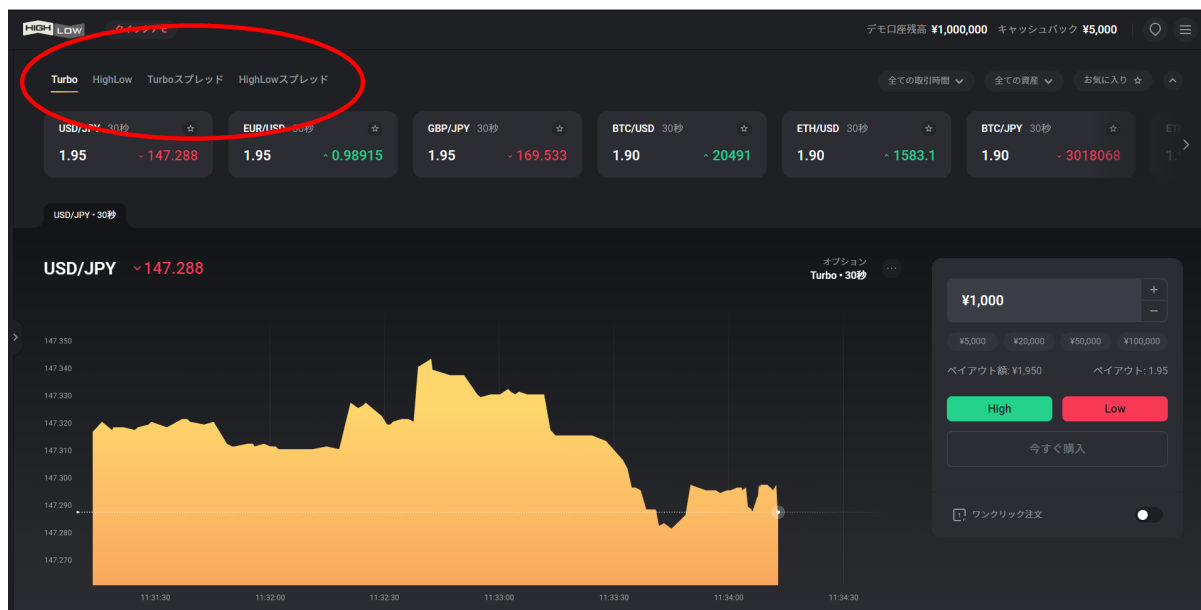 HIGH LOW クイックデモ デモ口座残高 ¥1,000,000 キャッシュバック ¥5,000
Turbo HighLow Turboスプレッド HighLowスプレッド 全ての取引時間 全ての資産 お気に入り
USD/JPY 30秒 EUR/USD 30秒 GBP/JPY 30秒 BTC/USD 30秒 ETH/USD 30秒 BTC/JPY 30秒
1.95 147.288 1.95 0.98915 1.95 169.533 1.90 20491 1.90 1583.1 1.90 3018068
USD/JPY・30秒
USD/JPY 147.288
オプション
Turbo・30秒
¥1,000
+
−
¥5,000 ¥20,000 ¥50,000 ¥100,000
ペイアウト額: ¥1,950 ペイアウト: 1.95
High Low
今すぐ購入
ワンクリック注文
147.350
147.340
147.330
147.320
147.310
147.300
147.290
147.280
147.270
11:31:30 11:32:00 11:32:30 11:33:00 11:33:30 11:34:00 11:34:30